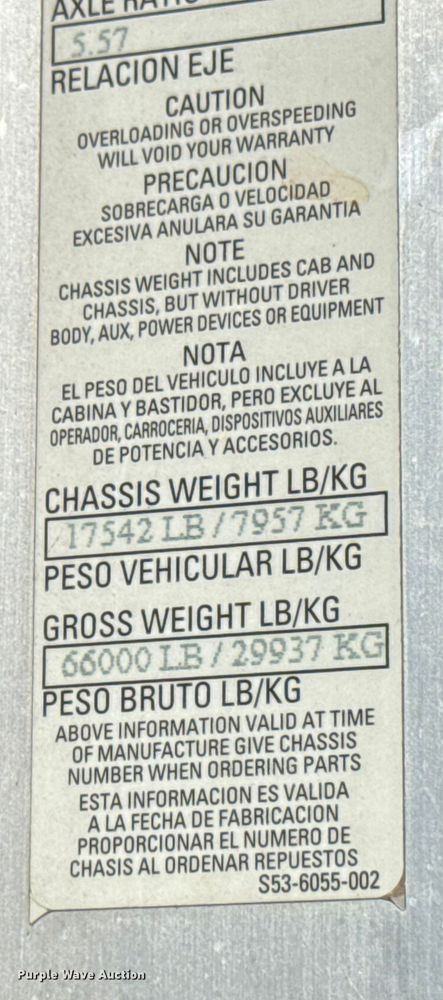 AXLE RATIO
5.57
RELACION EJE
CAUTION
OVERLOADING OR OVERSPEEDING
WILL VOID YOUR WARRANTY
PRECAUCION
SOBRECARGA O VELOCIDAD
EXCESIVA ANULARA SU GARANTIA
NOTE
CHASSIS WEIGHT INCLUDES CAB AND
CHASSIS, BUT WITHOUT DRIVER
BODY, AUX, POWER DEVICES OR EQUIPMENT
NOTA
EL PESO DEL VEHICULO INCLUYE A LA
CABINA Y BASTIDOR, PERO EXCLUYE AL
OPERADOR, CARROCERIA, DISPOSITIVOS AUXILIARES
DE POTENCIA Y ACCESORIOS.
CHASSIS WEIGHT LB/KG
17542 LB / 7957 KG
PESO VEHICULAR LB/KG
GROSS WEIGHT LB/KG
66000 LB / 29937 KG
PESO BRUTO LB/KG
ABOVE INFORMATION VALID AT TIME
OF MANUFACTURE GIVE CHASSIS
NUMBER WHEN ORDERING PARTS
ESTA INFORMACION ES VALIDA
A LA FECHA DE FABRICACION
PROPORCIONAR EL NUMERO DE
CHASIS AL ORDENAR REPUESTOS
S53-6055-002
Purple Wave Auction